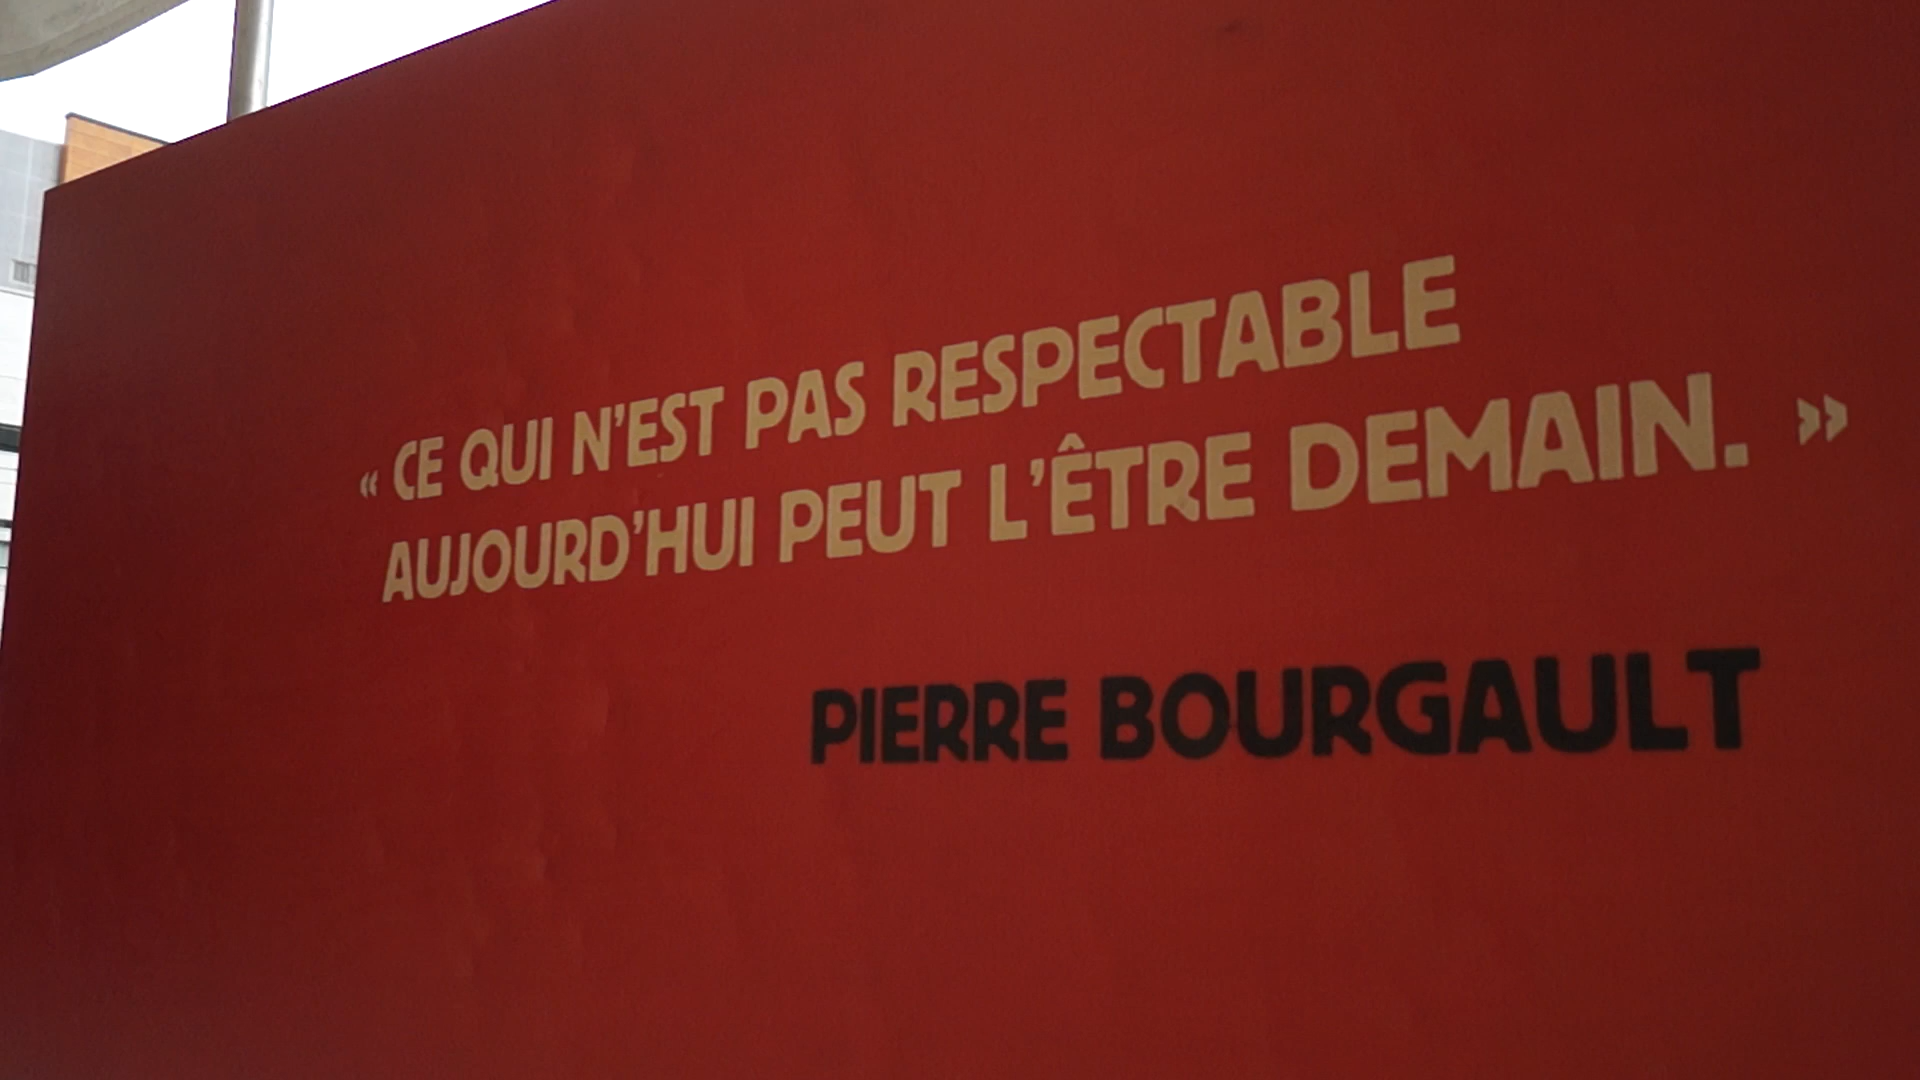 « CE QUI N'EST PAS RESPECTABLE
AUJOURD'HUI PEUT L'ÊTRE DEMAIN. »
PIERRE BOURGAULT